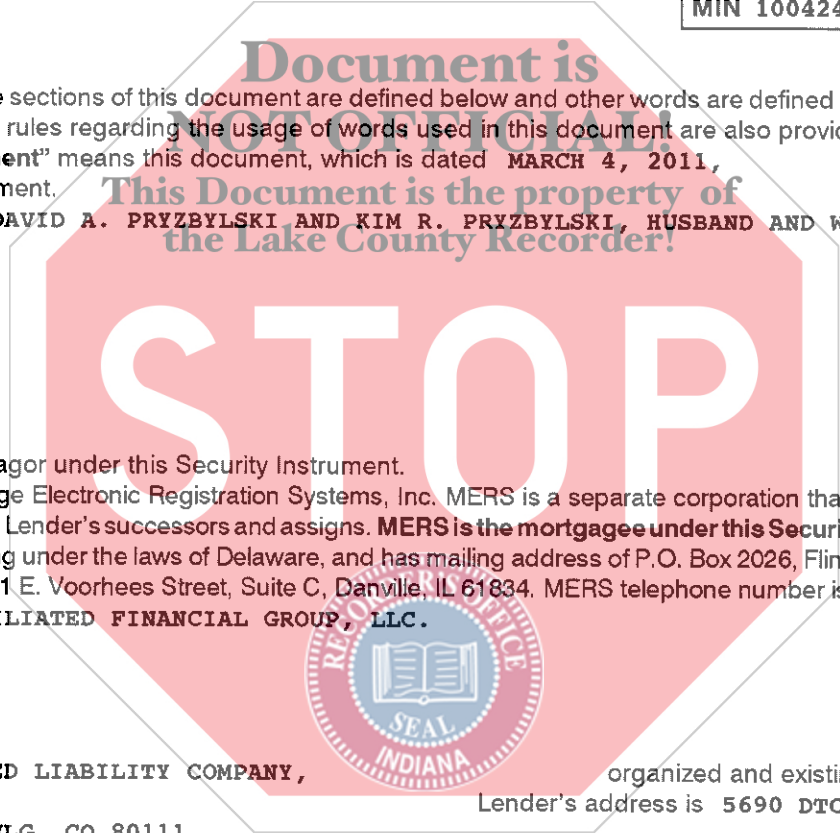 MIN 100424
Document is
sections of this document are defined below and other words are defined
NOT OFFICIAL!
rules regarding the usage of words used in this document are also provid
ent” means this document, which is dated MARCH 4, 2011,
This Document is the property of
ment.
DAVID A. PRYZBYLSKI AND KIM R. PRYZBYLSKI, HUSBAND AND W
the Lake County Recorder!
STOP
agor under this Security Instrument.
ge Electronic Registration Systems, Inc. MERS is a separate corporation tha
Lender’s successors and assigns. MERS is the mortgagee under this Securi
g under the laws of Delaware, and has mailing address of P.O. Box 2026, Flin
1 E. Voorhees Street, Suite C, Danville, IL 61834. MERS telephone number is
ILIATED FINANCIAL GROUP, LLC.
RECORDER'S OFFICE
SEAL
INDIANA
ED LIABILITY COMPANY,
organized and existi
Lender’s address is 5690 DTC
VLG, CO 80111